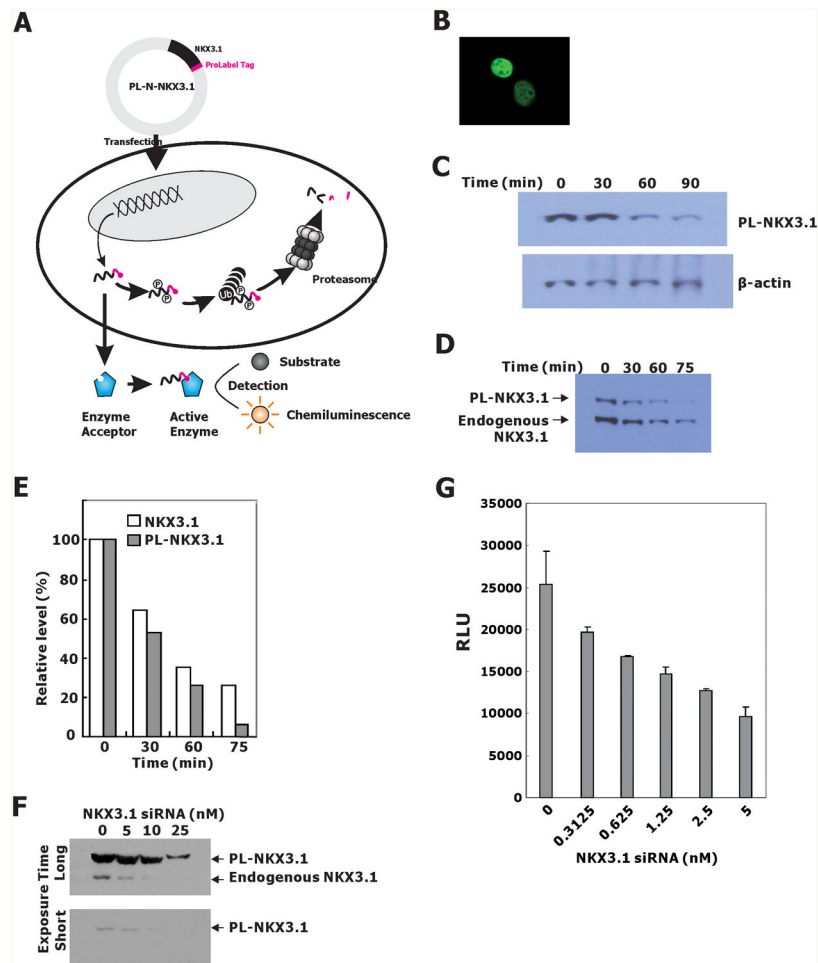 A
NKX3.1
ProLabel Tag
PL-N-NKX3.1
Transfection
P
P
Ub
P
P
Proteasome
Substrate
Detection
Chemiluminescence
Enzyme
Acceptor
Active
Enzyme
B
C
Time (min) 0 30 60 90
PL-NKX3.1
β-actin
D
Time (min) 0 30 60 75
PL-NKX3.1
Endogenous
NKX3.1
E
NKX3.1
PL-NKX3.1
Relative level (%)
100
80
60
40
20
0
0 30 60 75
Time (min)
F
NKX3.1 siRNA (nM)
0 5 10 25
Exposure Time
Long
Short
PL-NKX3.1
Endogenous NKX3.1
PL-NKX3.1
G
RLU
35000
30000
25000
20000
15000
10000
5000
0
0 0.3125 0.625 1.25 2.5 5
NKX3.1 siRNA (nM)